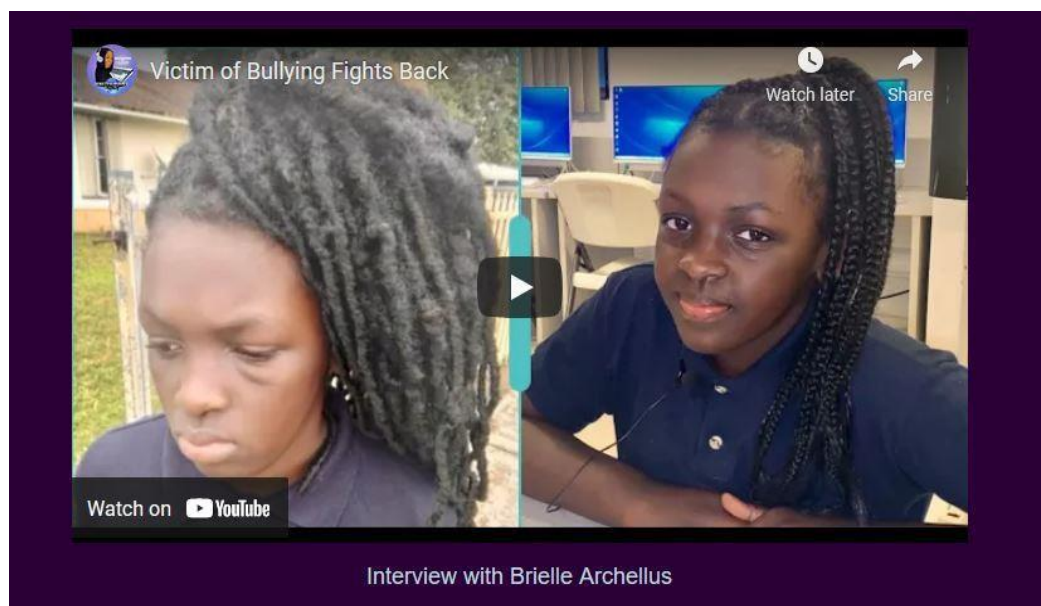 Victim of Bullying Fights Back
Watch later
Share
Watch on YouTube
Interview with Brielle Archellus